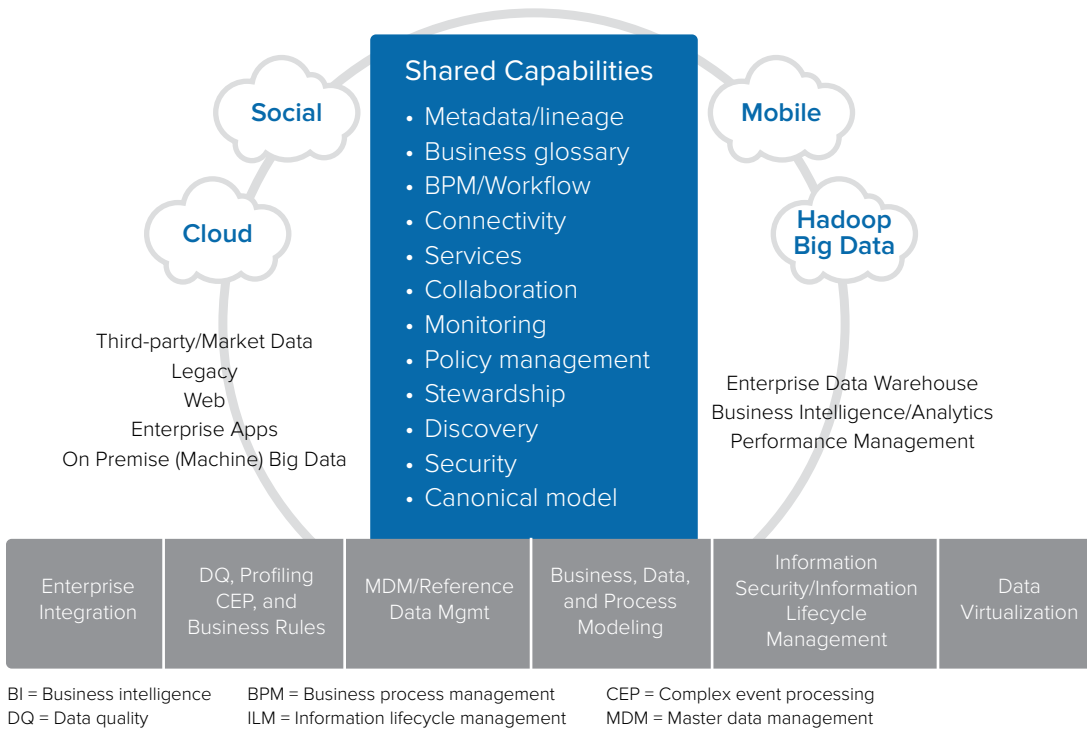 Shared Capabilities
• Metadata/lineage
• Business glossary
• BPM/Workflow
• Connectivity
• Services
• Collaboration
• Monitoring
• Policy management
• Stewardship
• Discovery
• Security
• Canonical model
Social
Cloud
Mobile
Hadoop
Big Data
Third-party/Market Data
Legacy
Web
Enterprise Apps
On Premise (Machine) Big Data
Enterprise Data Warehouse
Business Intelligence/Analytics
Performance Management
Enterprise
Integration
DQ, Profiling
CEP, and
Business Rules
MDM/Reference
Data Mgmt
Business, Data,
and Process
Modeling
Information
Security/Information
Lifecycle
Management
Data
Virtualization
BI = Business intelligence
BPM = Business process management
CEP = Complex event processing
DQ = Data quality
ILM = Information lifecycle management
MDM = Master data management